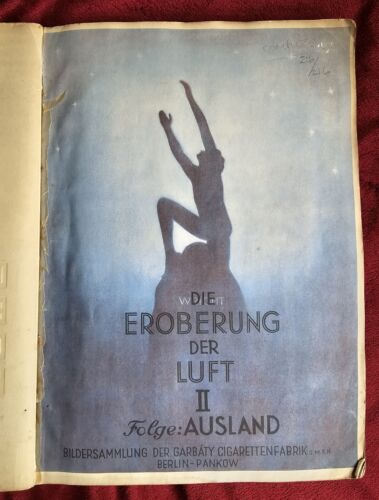 DIE
EROBERUNG
DER
LUFT
II
Folge: AUSLAND
BILDERSAMMLUNG DER GARBÁTY CIGARETTENFABRIK G.M.B.H.
BERLIN-PANKOW